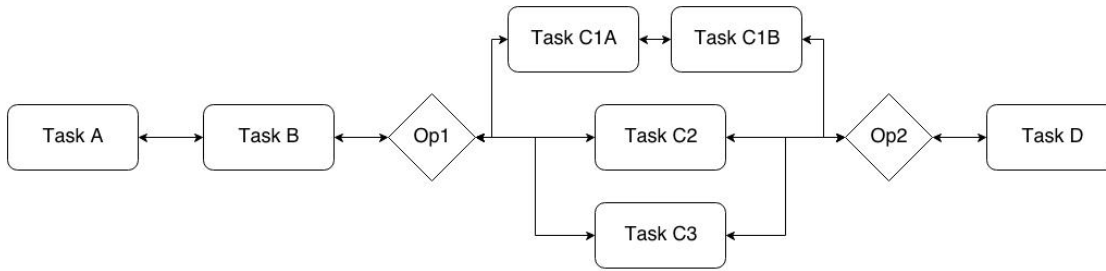 Task C1A
Task C1B
Task A
Task B
Op1
Task C2
Op2
Task D
Task C3